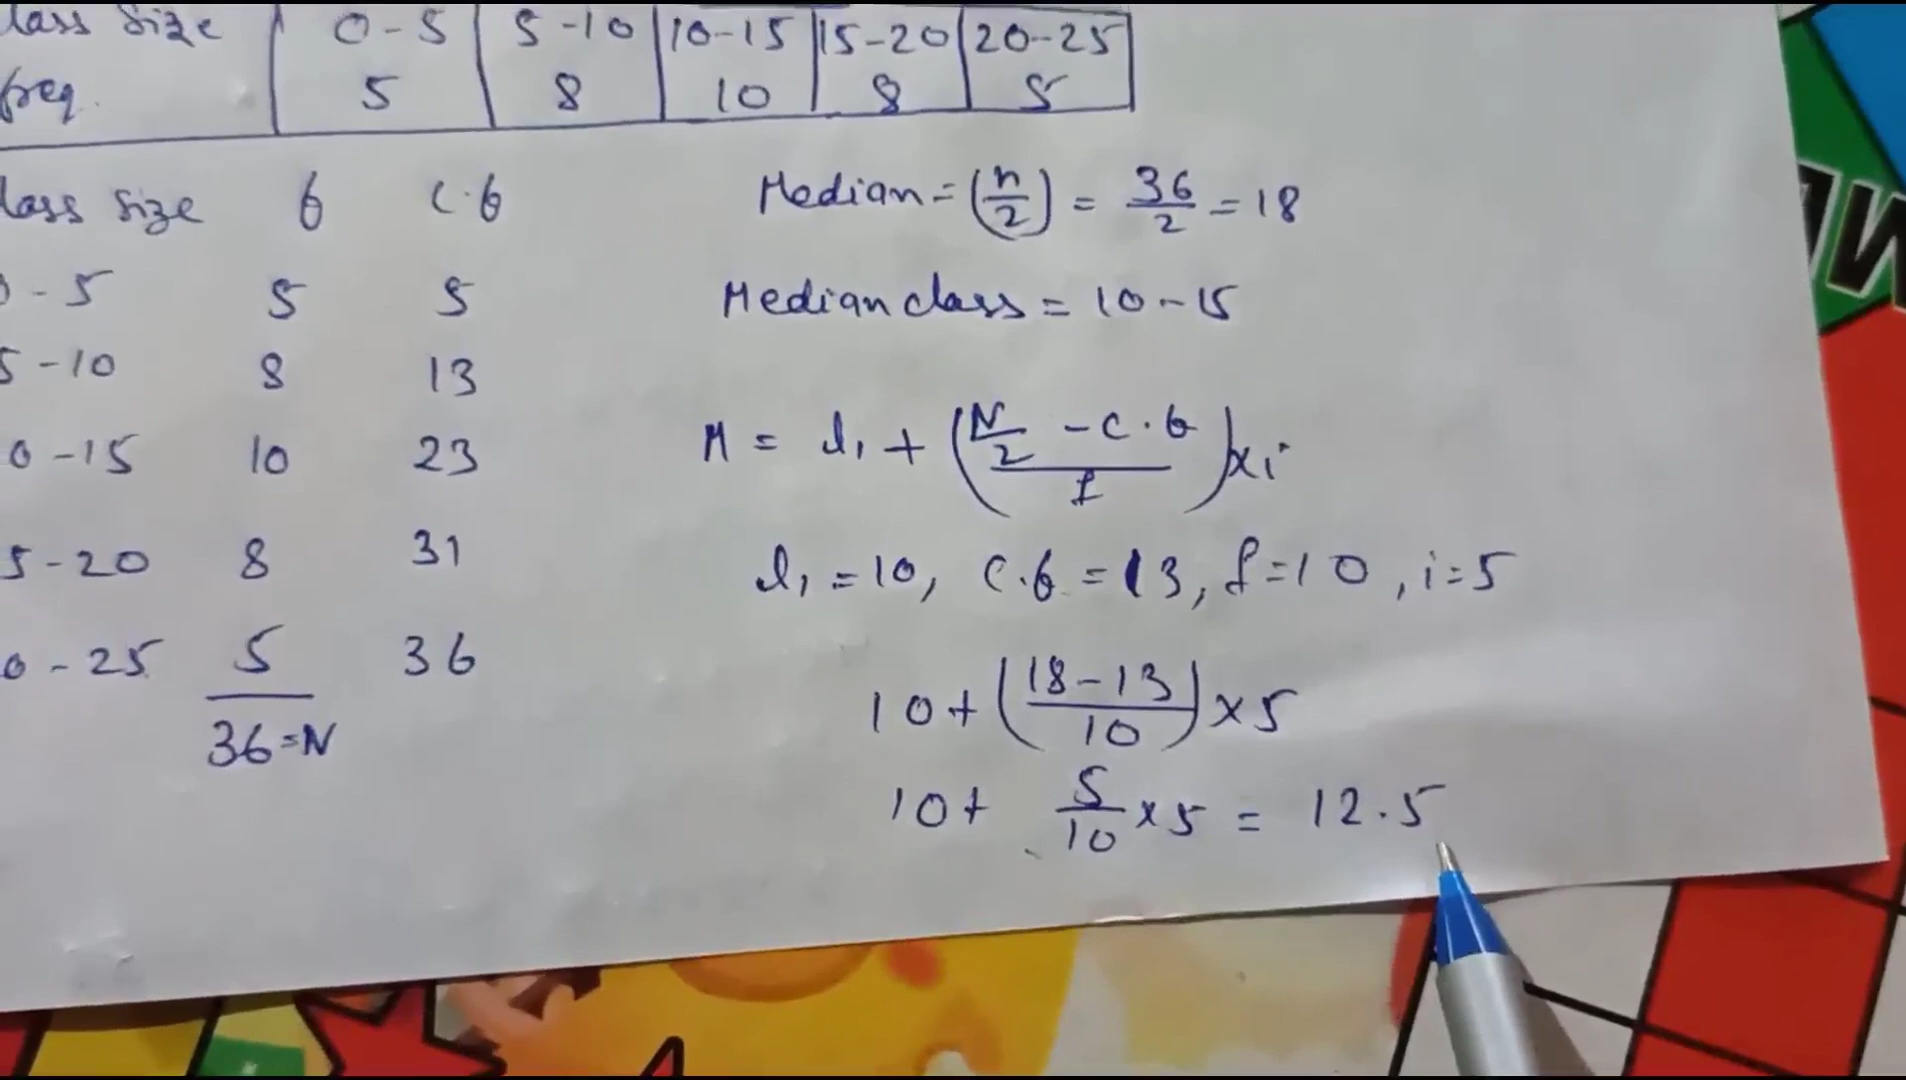 lass Size 0-5 5-10 10-15 15-20 20-25
freq. 5 8 10 8 5
lass Size f C.f
0-5 5 5
5-10 8 13
0-15 10 23
5-20 8 31
0-25 5 36
36=N
Median = (n/2) = 36/2 = 18
Median class = 10-15
M = l₁ + (N/2 - C.f / f) × i
l₁ = 10, C.f = 13, f = 10, i = 5
10 + (18-13 / 10) × 5
10 + 5/10 × 5 = 12.5